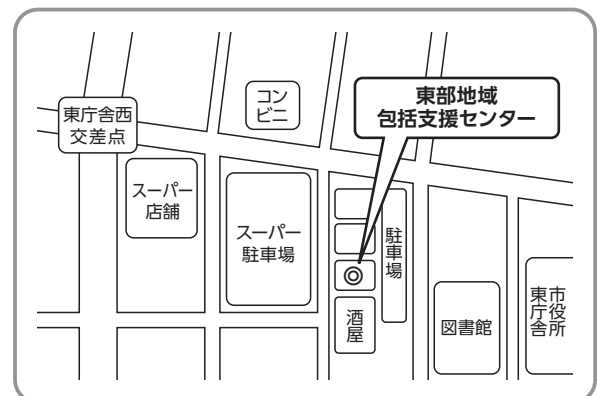 東部地域
包括支援センター
コン
ビニ
東庁舎西
交差点
スーパー
店舗
スーパー
駐車場
駐車場
酒屋
図書館
市役所
東庁舎